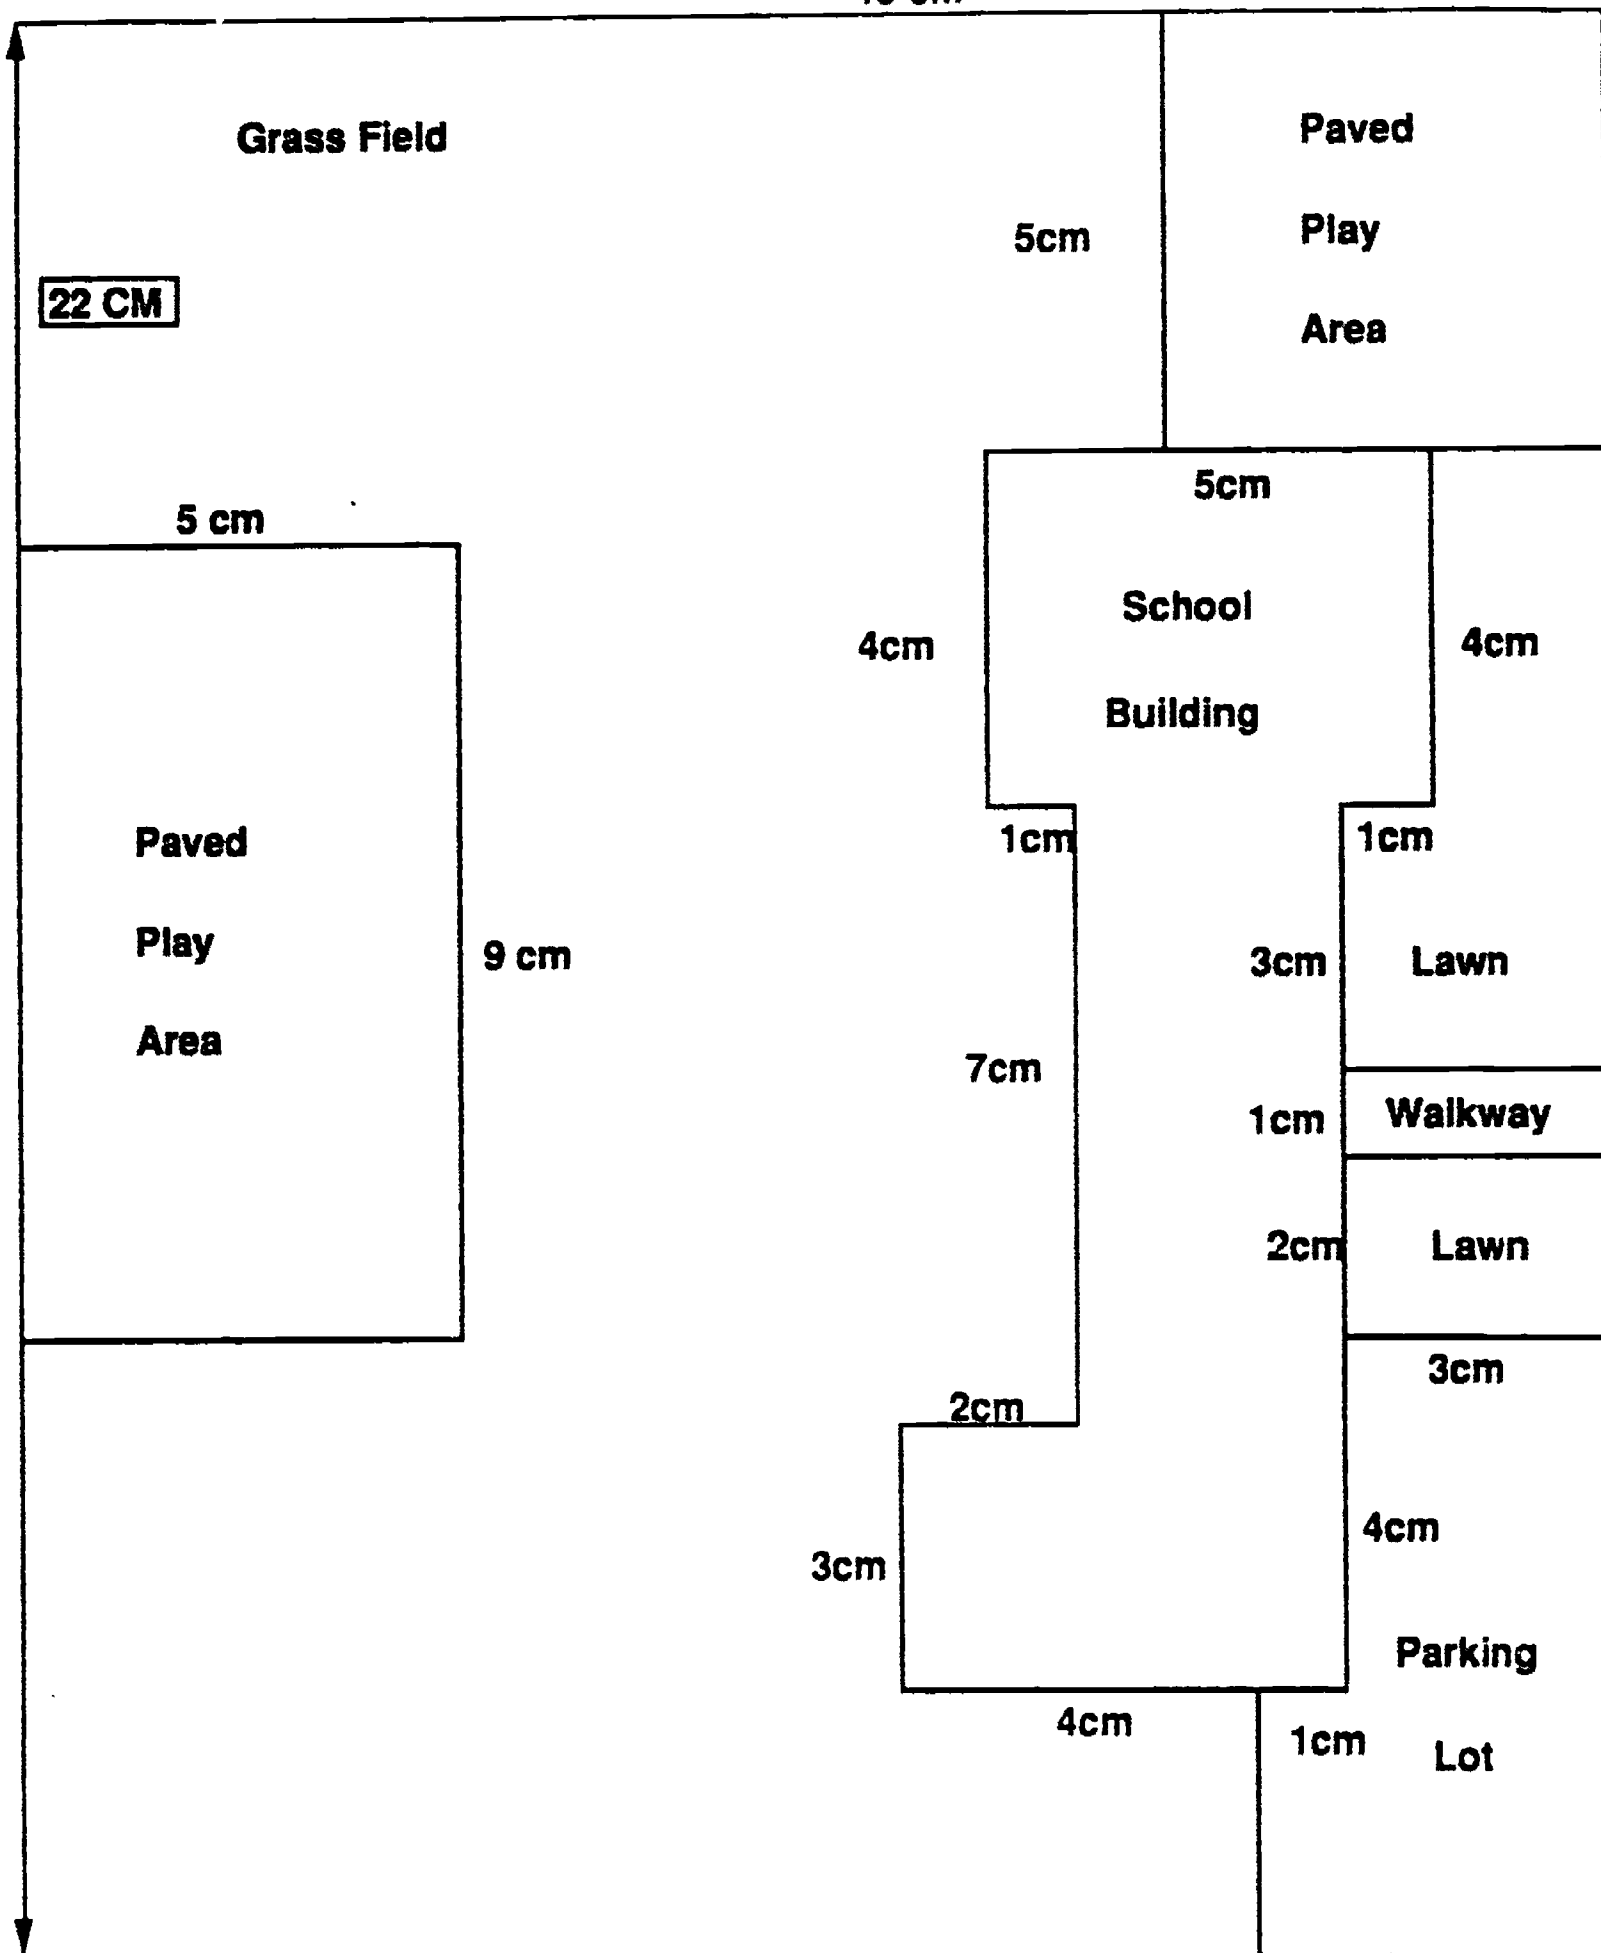 Grass Field
Paved
Play
Area
5cm
22 CM
5cm
5 cm
School
Building
4cm
4cm
1cm
1cm
Paved
Play
Area
9 cm
3cm
Lawn
7cm
1cm
Walkway
2cm
Lawn
3cm
2cm
4cm
3cm
Parking
Lot
4cm
1cm